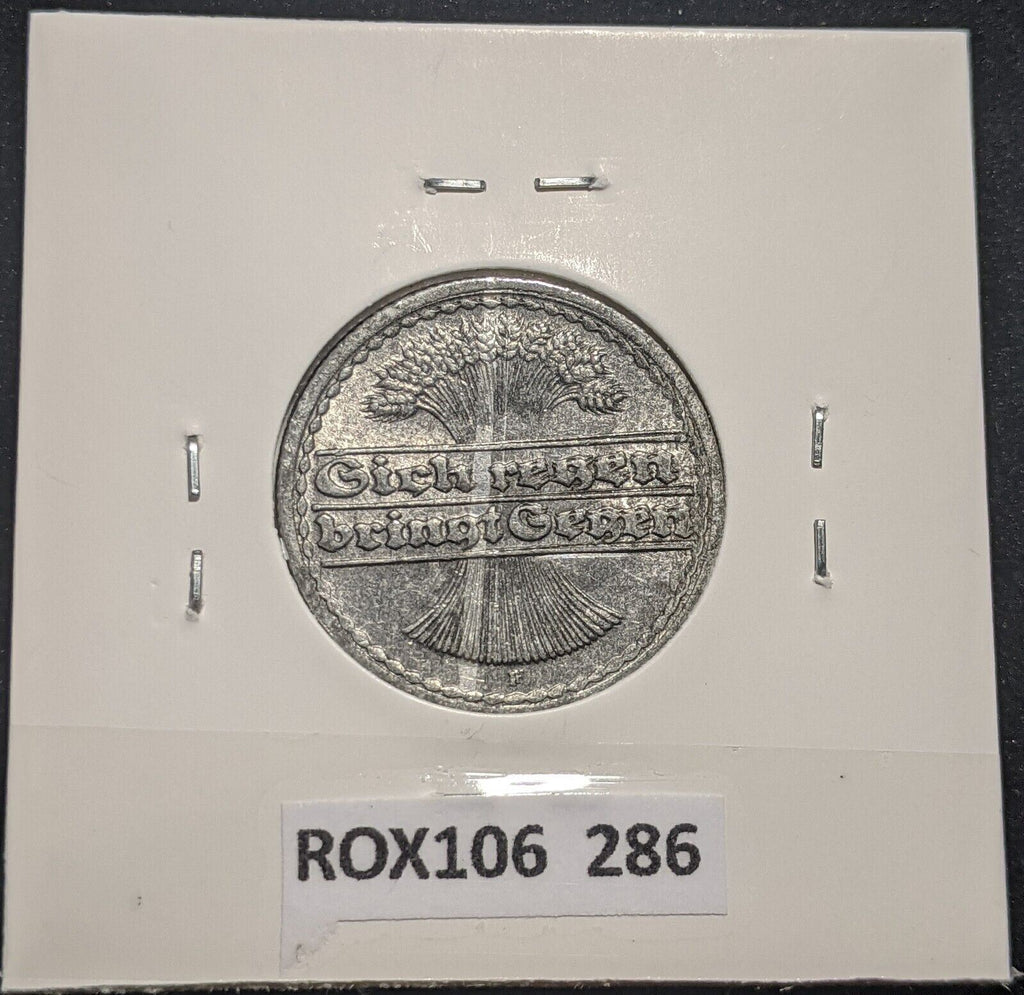 Sich regen
bringt Segen
F
ROX106 286